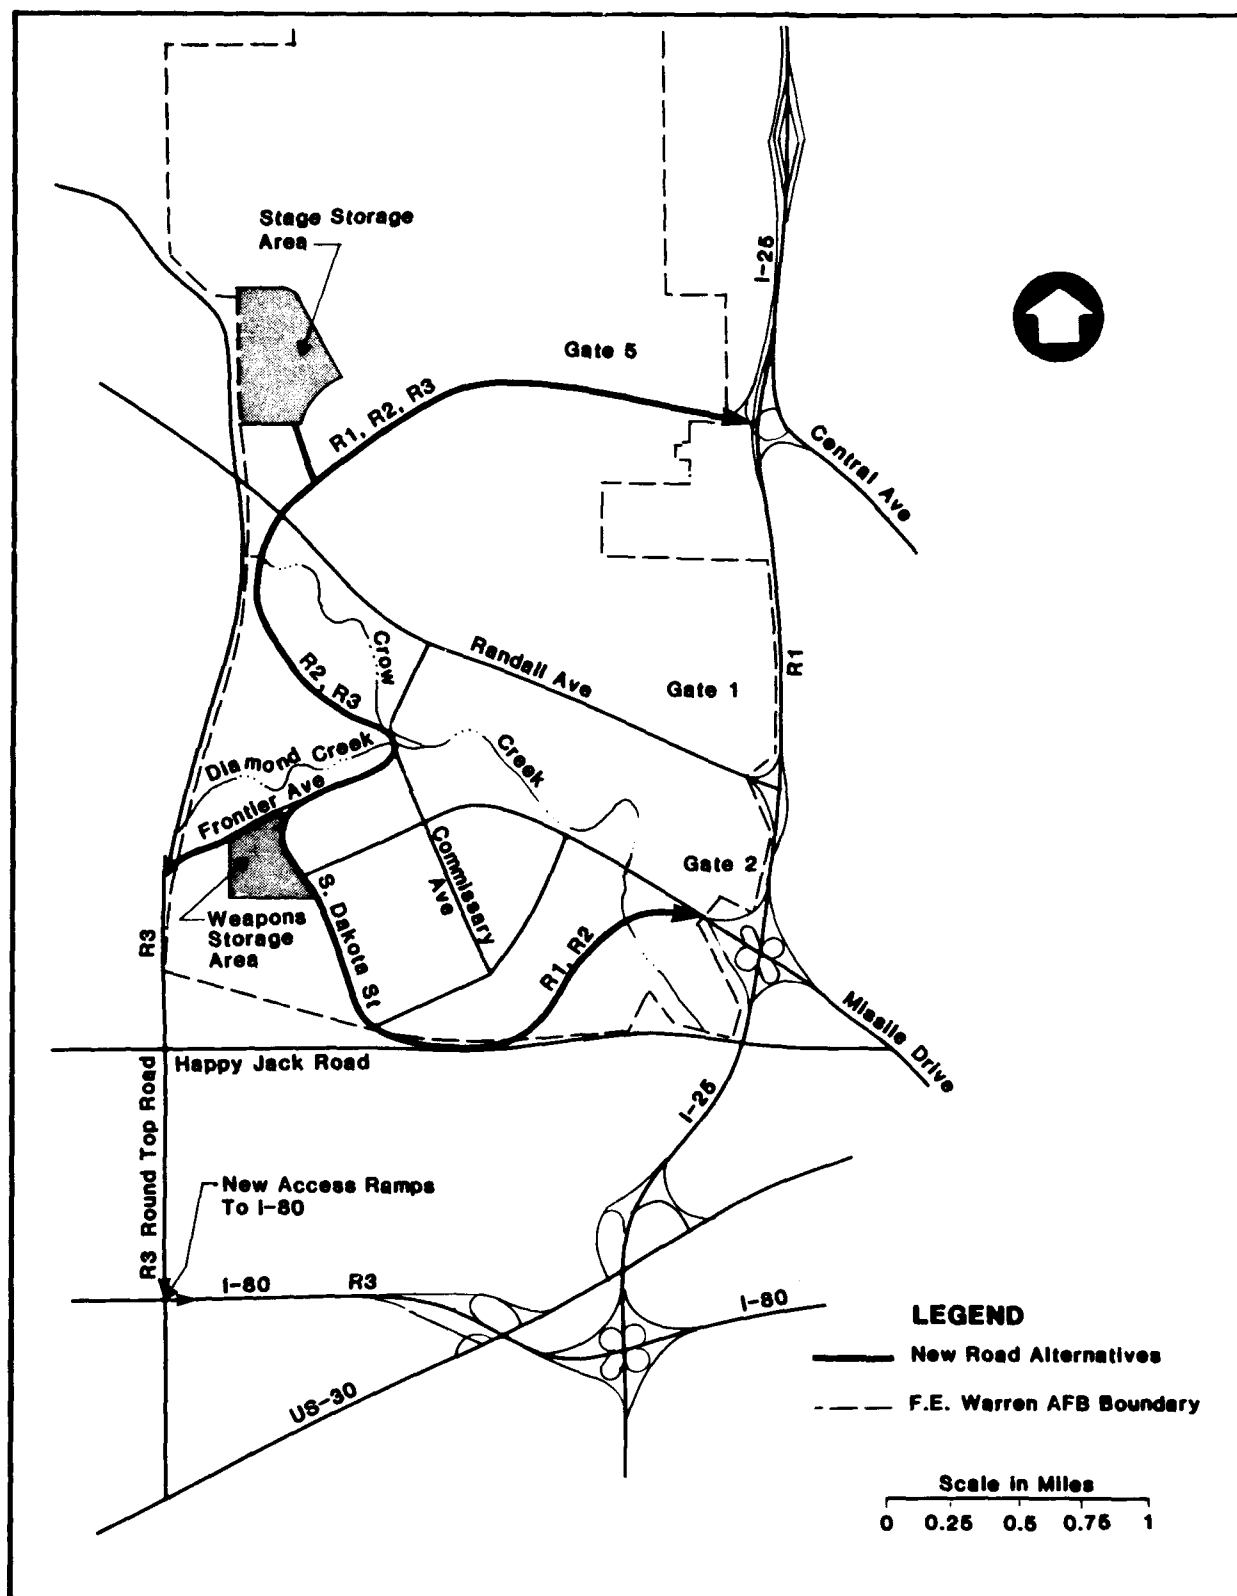 Stage Storage
Area
I-25
Gate 5
R1, R2, R3
Central Ave
Crow
Randall Ave
R2, R3
Gate 1
R1
Diamond Creek
Creek
Frontier Ave
Commissary
Ave
Gate 2
S. Dakota St
Weapons
Storage
Area
R3
R1, R2
Missile Drive
Happy Jack Road
I-25
R3 Round Top Road
New Access Ramps
To I-80
I-80
R3
I-80
US-30
LEGEND
New Road Alternatives
F.E. Warren AFB Boundary
Scale in Miles
0 0.25 0.5 0.75 1